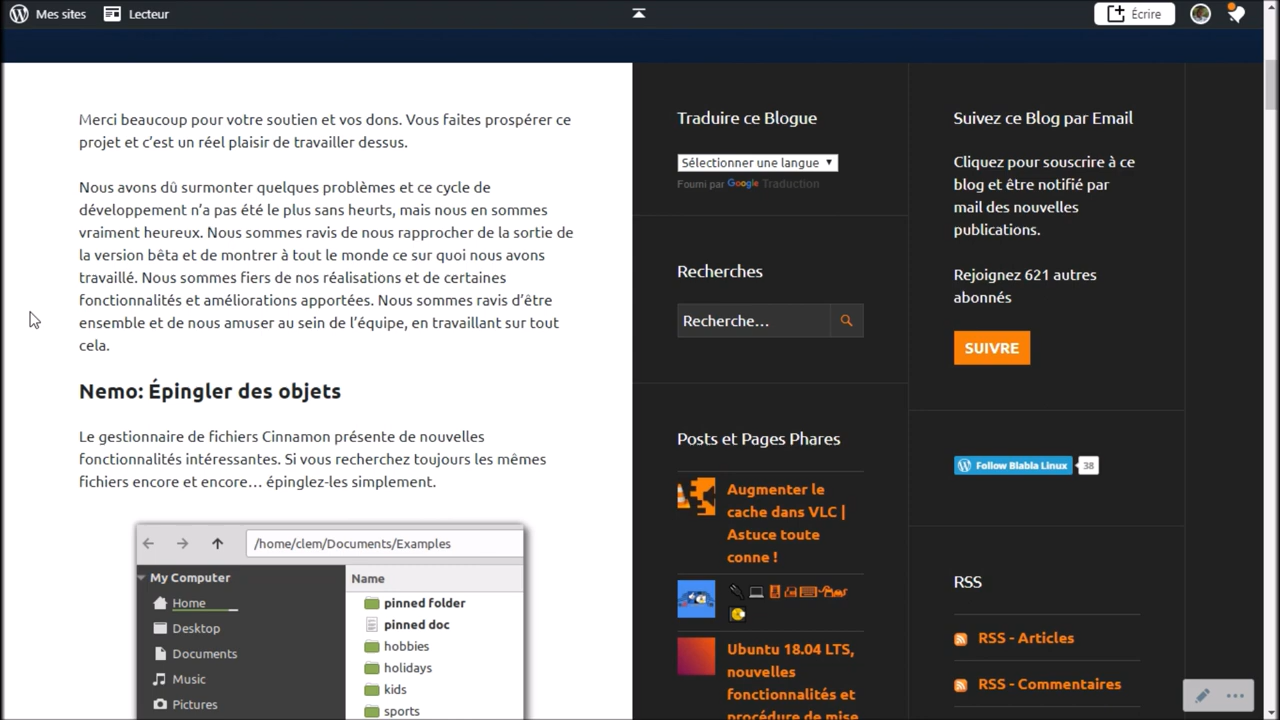 Mes sites
Lecteur
Écrire
Merci beaucoup pour votre soutien et vos dons. Vous faites prospérer ce
projet et c’est un réel plaisir de travailler dessus.
Nous avons dû surmonter quelques problèmes et ce cycle de
développement n’a pas été le plus sans heurts, mais nous en sommes
vraiment heureux. Nous sommes ravis de nous rapprocher de la sortie de
la version bêta et de montrer à tout le monde ce sur quoi nous avons
travaillé. Nous sommes fiers de nos réalisations et de certaines
fonctionnalités et améliorations apportées. Nous sommes ravis d’être
ensemble et de nous amuser au sein de l’équipe, en travaillant sur tout
cela.
Nemo: Épingler des objets
Le gestionnaire de fichiers Cinnamon présente de nouvelles
fonctionnalités intéressantes. Si vous recherchez toujours les mêmes
fichiers encore et encore… épinglez-les simplement.
/home/clem/Documents/Examples
My Computer
Home
Desktop
Documents
Music
Pictures
Name
pinned folder
pinned doc
hobbies
holidays
kids
sports
Traduire ce Blogue
Sélectionner une langue
Fourni par Google Traduction
Recherches
Recherche…
Posts et Pages Phares
Augmenter le
cache dans VLC |
Astuce toute
conne !
Ubuntu 18.04 LTS,
nouvelles
fonctionnalités et
procédure de mise
Suivez ce Blog par Email
Cliquez pour souscrire à ce
blog et être notifié par
mail des nouvelles
publications.
Rejoignez 621 autres
abonnés
SUIVRE
Follow Blabla Linux 38
RSS
RSS - Articles
RSS - Commentaires